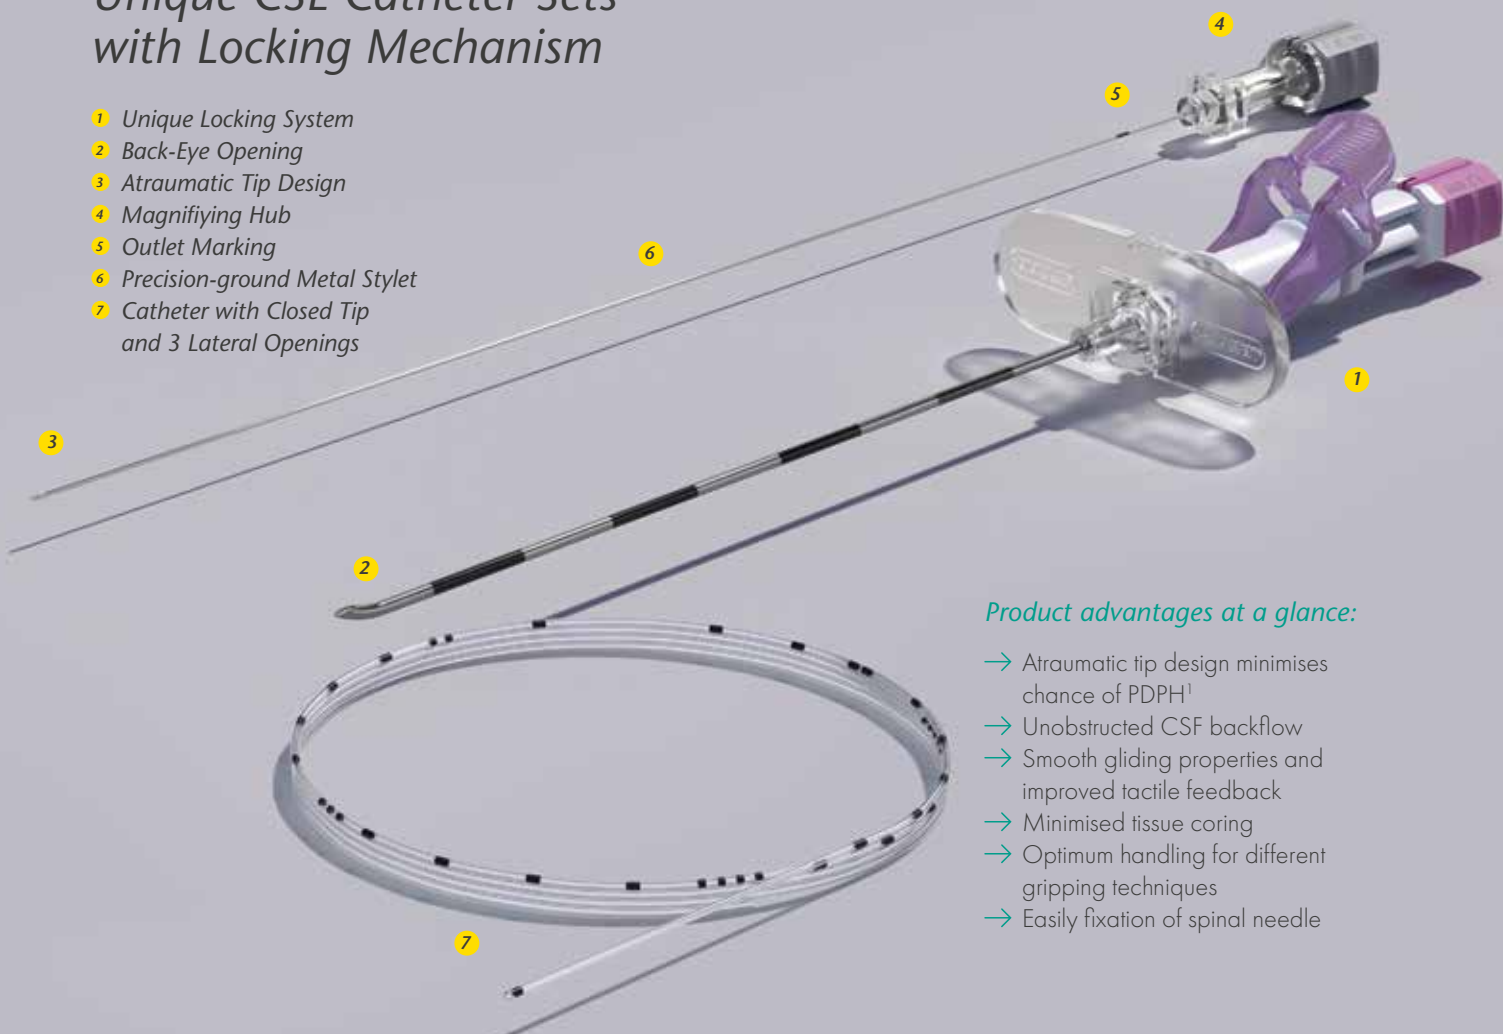 Unique CSE Catheter Sets
with Locking Mechanism
1 Unique Locking System
2 Back-Eye Opening
3 Atraumatic Tip Design
4 Magnifiying Hub
5 Outlet Marking
6 Precision-ground Metal Stylet
7 Catheter with Closed Tip
and 3 Lateral Openings
4
5
6
3
1
2
7
Product advantages at a glance:
→ Atraumatic tip design minimises
chance of PDPH¹
→ Unobstructed CSF backflow
→ Smooth gliding properties and
improved tactile feedback
→ Minimised tissue coring
→ Optimum handling for different
gripping techniques
→ Easily fixation of spinal needle